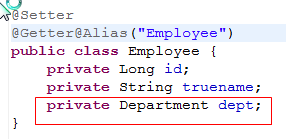 @Setter
@Getter@Alias("Employee")
public class Employee {
    private Long id;
    private String truename;
    private Department dept;
}